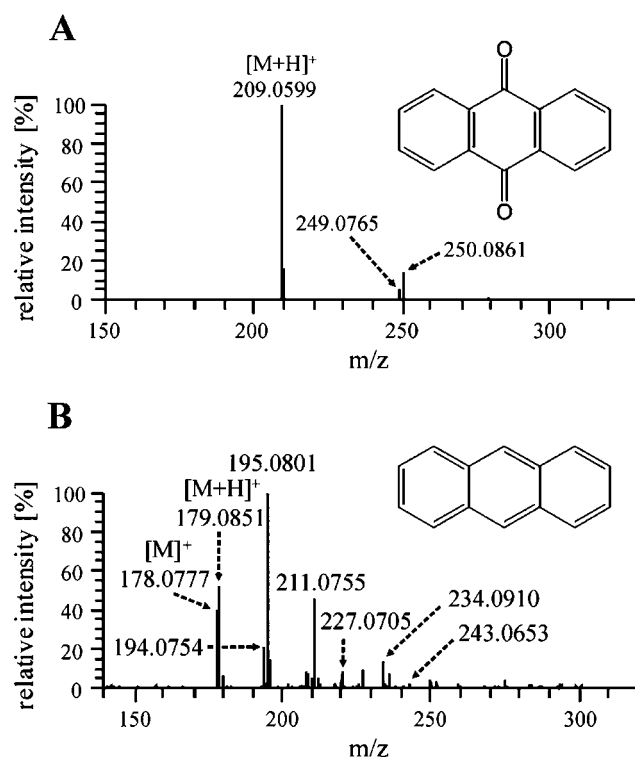 A
[M+H]⁺
209.0599
O
O
relative intensity [%]
100
80
60
40
20
0
249.0765
250.0861
150
200
250
300
m/z
B
195.0801
[M+H]⁺
179.0851
[M]⁺
178.0777
211.0755
227.0705
234.0910
194.0754
243.0653
relative intensity [%]
100
80
60
40
20
0
150
200
250
300
m/z